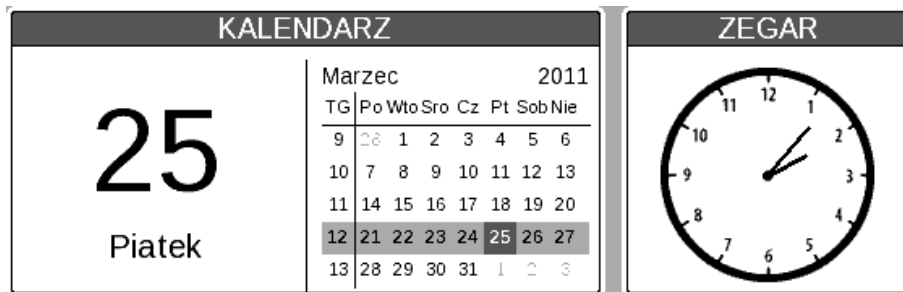 KALENDARZ
25
Piatek
Marzec 2011
TG Po Wto Sro Cz Pt Sob Nie
9 28 1 2 3 4 5 6
10 7 8 9 10 11 12 13
11 14 15 16 17 18 19 20
12 21 22 23 24 25 26 27
13 28 29 30 31 1 2 3
ZEGAR
12
1
2
3
4
5
6
7
8
9
10
11